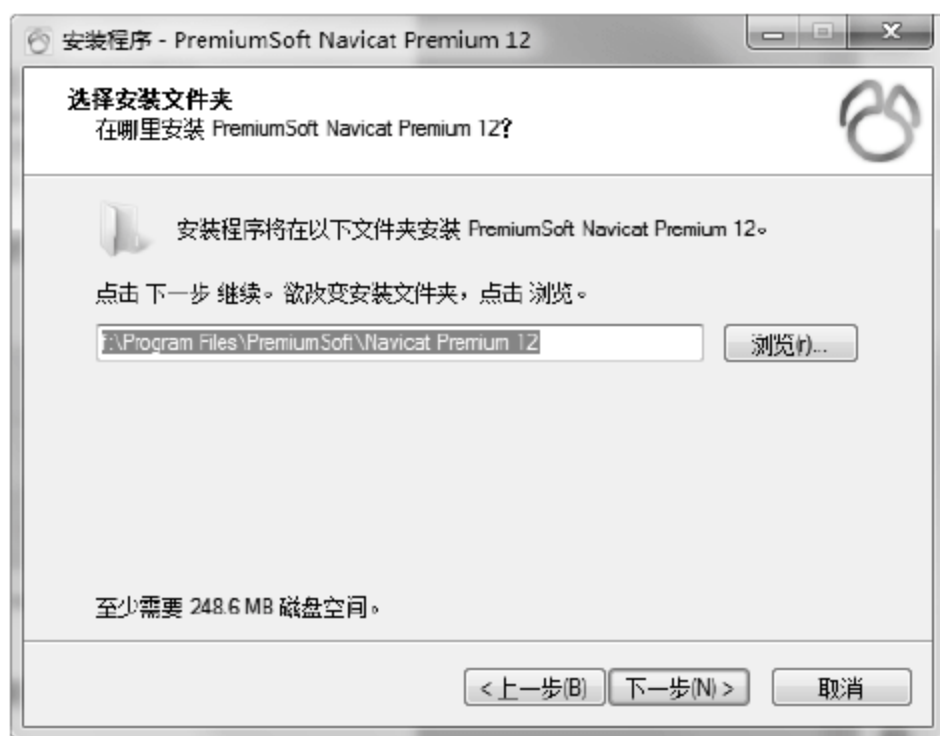 安装程序 - PremiumSoft Navicat Premium 12
选择安装文件夹
在哪里安装 PremiumSoft Navicat Premium 12?
安装程序将在以下文件夹安装 PremiumSoft Navicat Premium 12。
点击 下一步 继续。欲改变安装文件夹，点击 浏览。
f:\Program Files\PremiumSoft\Navicat Premium 12
浏览(r)...
至少需要 248.6 MB 磁盘空间。
<上一步(B) 下一步(N)> 取消